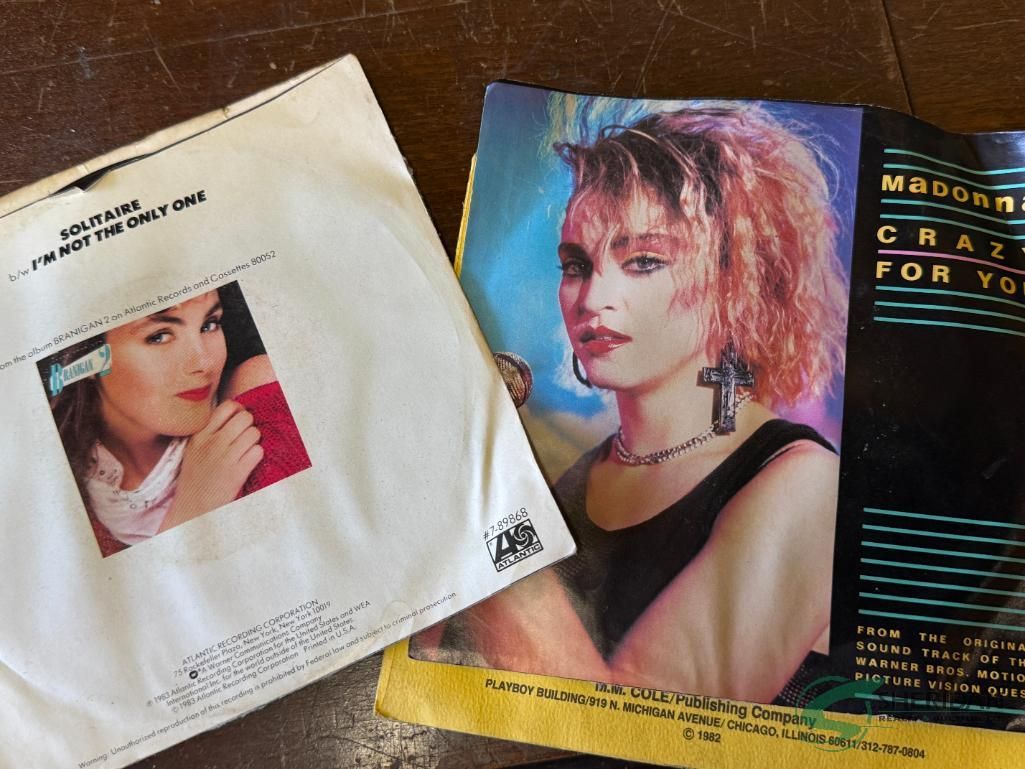 SOLITAIRE
b/w I'M NOT THE ONLY ONE
from the album BRANIGAN 2 on Atlantic Records and Cassettes 80052
BRANIGAN 2
#7-89868
ATLANTIC
ATLANTIC RECORDING CORPORATION
75 Rockefeller Plaza, New York, New York 10019
A Warner Communications Company
℗ 1983 Atlantic Recording Corporation for the United States and WEA
International Inc. for the world outside of the United States.
© 1983 Atlantic Recording Corporation Printed in U.S.A.
Warning: Unauthorized reproduction of this recording is prohibited by Federal law and subject to criminal prosecution.
MaDonna
CRAZY
FOR YOU
FROM THE ORIGINA
SOUND TRACK OF TH
WARNER BROS. MOTIO
PICTURE VISION QUES
M.M. COLE/Publishing Company
PLAYBOY BUILDING/919 N. MICHIGAN AVENUE/ CHICAGO, ILLINOIS 60611/312-787-0804
© 1982
SHERIDAN